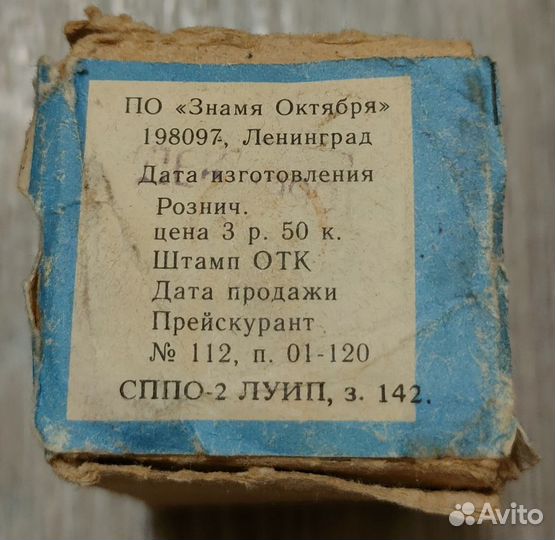 ПО «Знамя Октября»
198097, Ленинград
Дата изготовления
Рознич.
цена 3 р. 50 к.
Штамп ОТК
Дата продажи
Прейскурант
№ 112, п. 01-120
СППО-2 ЛУИП, з. 142.
Avito